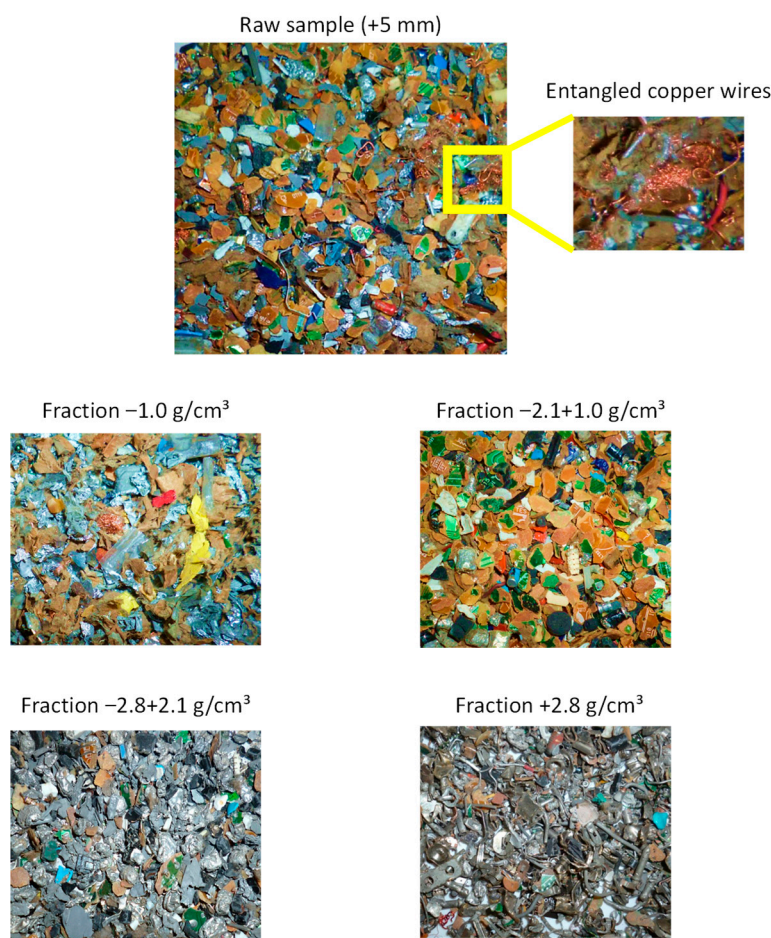 Raw sample (+5 mm)
Entangled copper wires
Fraction −1.0 g/cm³
Fraction −2.1+1.0 g/cm³
Fraction −2.8+2.1 g/cm³
Fraction +2.8 g/cm³